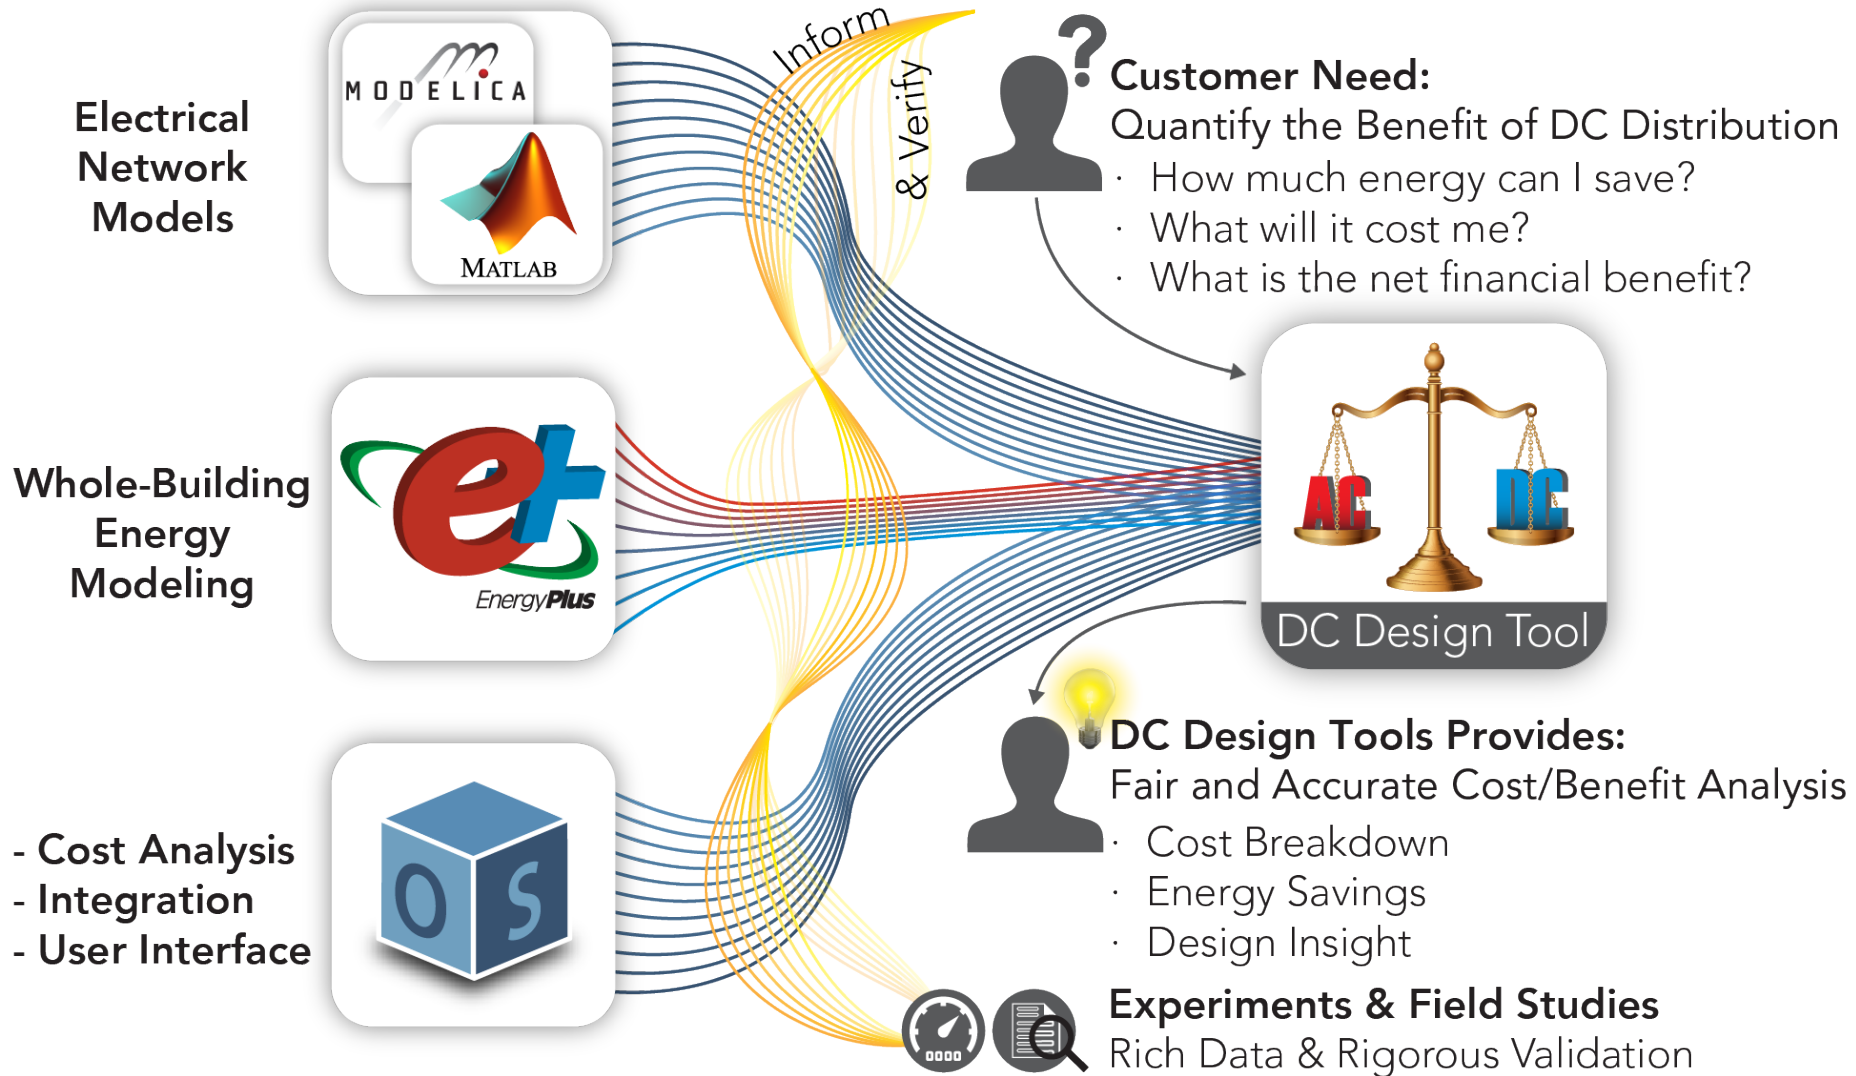 Electrical
Network
Models
MODELICA
MATLAB
Inform
& Verify
?
Customer Need:
Quantify the Benefit of DC Distribution
· How much energy can I save?
· What will it cost me?
· What is the net financial benefit?
Whole-Building
Energy
Modeling
e+
EnergyPlus
AC
DC
DC Design Tool
- Cost Analysis
- Integration
- User Interface
O S
DC Design Tools Provides:
Fair and Accurate Cost/Benefit Analysis
· Cost Breakdown
· Energy Savings
· Design Insight
0000
Experiments & Field Studies
Rich Data & Rigorous Validation